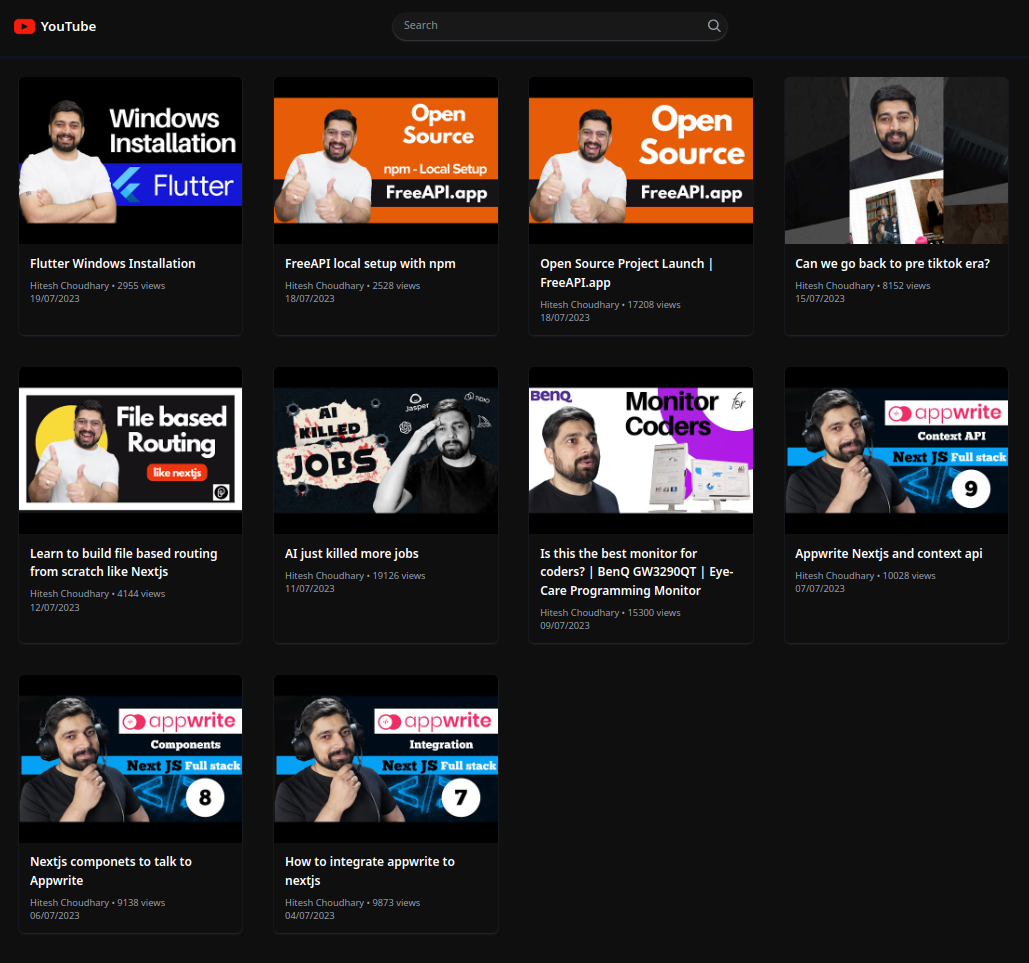 YouTube
Search
Windows
Installation
Flutter
Flutter Windows Installation
Hitesh Choudhary • 2955 views
19/07/2023
Open
Source
npm - Local Setup
FreeAPI.app
FreeAPI local setup with npm
Hitesh Choudhary • 2528 views
18/07/2023
Open
Source
FreeAPI.app
Open Source Project Launch |
FreeAPI.app
Hitesh Choudhary • 17208 views
18/07/2023
Can we go back to pre tiktok era?
Hitesh Choudhary • 8152 views
15/07/2023
File based
Routing
like nextjs
Learn to build file based routing
from scratch like Nextjs
Hitesh Choudhary • 4144 views
12/07/2023
AI
KILLED
JOBS
Jasper
AI just killed more jobs
Hitesh Choudhary • 19126 views
11/07/2023
BenQ
Monitor
for
Coders
Is this the best monitor for
coders? | BenQ GW3290QT | Eye-
Care Programming Monitor
Hitesh Choudhary • 15300 views
09/07/2023
appwrite
Context API
Next JS Full stack
9
Appwrite Nextjs and context api
Hitesh Choudhary • 10028 views
07/07/2023
appwrite
Components
Next JS Full stack
8
Nextjs componets to talk to
Appwrite
Hitesh Choudhary • 9138 views
06/07/2023
appwrite
Integration
Next JS Full stack
7
How to integrate appwrite to
nextjs
Hitesh Choudhary • 9873 views
04/07/2023